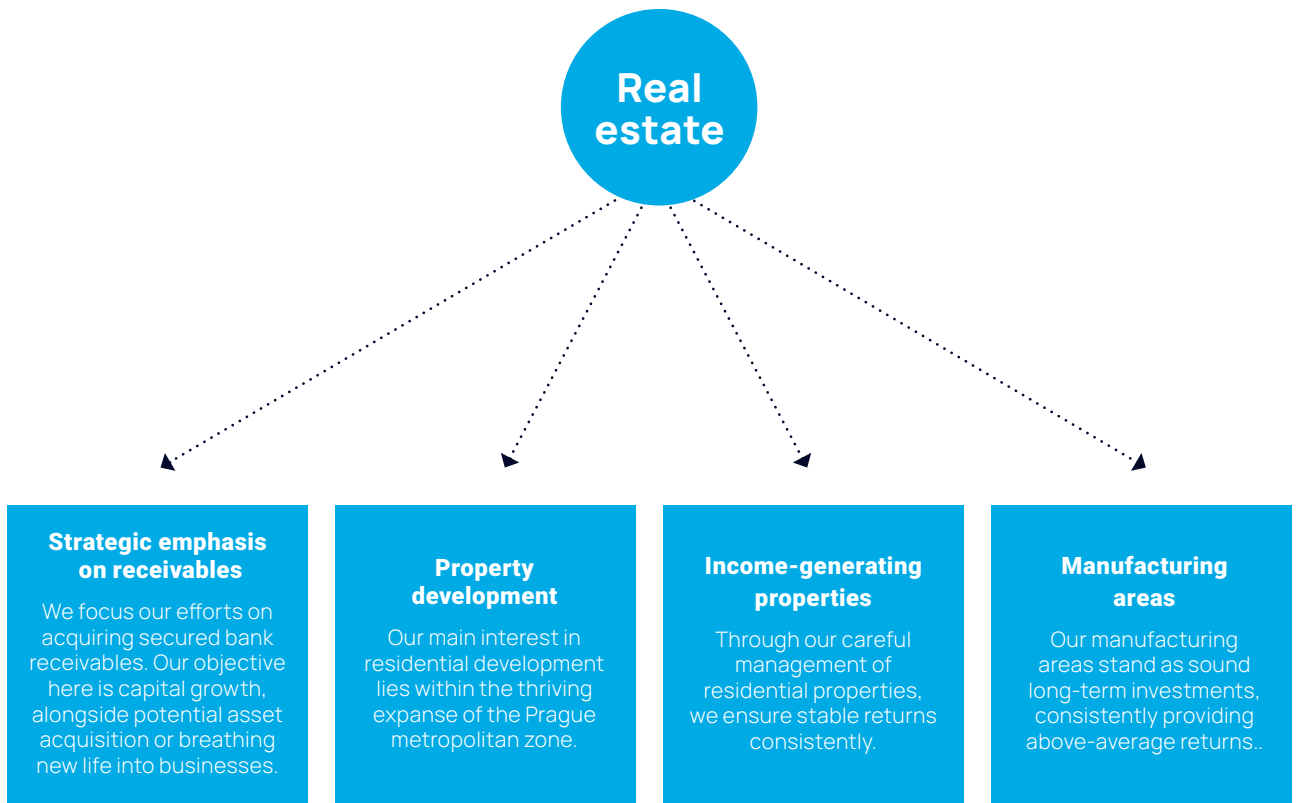 Real
estate
Strategic emphasis
on receivables
We focus our efforts on
acquiring secured bank
receivables. Our objective
here is capital growth,
alongside potential asset
acquisition or breathing
new life into businesses.
Property
development
Our main interest in
residential development
lies within the thriving
expanse of the Prague
metropolitan zone.
Income-generating
properties
Through our careful
management of
residential properties,
we ensure stable returns
consistently.
Manufacturing
areas
Our manufacturing
areas stand as sound
long-term investments,
consistently providing
above-average returns..